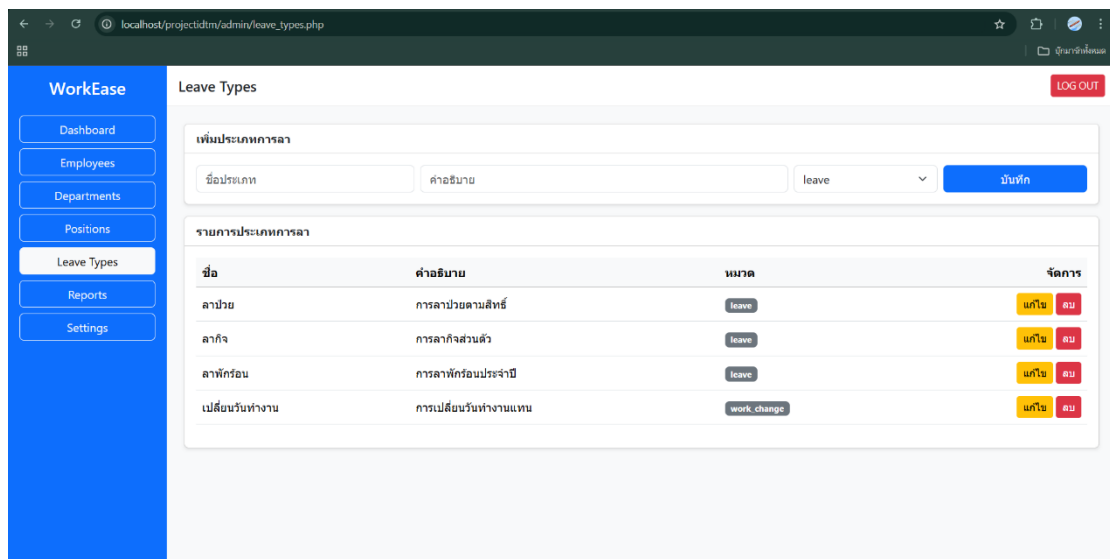 localhost/projectidtm/admin/leave_types.php
บุ๊กมาร์กทั้งหมด
WorkEase
Leave Types
LOG OUT
Dashboard
Employees
Departments
Positions
Leave Types
Reports
Settings
เพิ่มประเภทการลา
ชื่อประเภท คำอธิบาย leave บันทึก
รายการประเภทการลา
ชื่อ คำอธิบาย หมวด จัดการ
ลาป่วย การลาป่วยตามสิทธิ์ leave แก้ไข ลบ
ลากิจ การลากิจส่วนตัว leave แก้ไข ลบ
ลาพักร้อน การลาพักร้อนประจำปี leave แก้ไข ลบ
เปลี่ยนวันทำงาน การเปลี่ยนวันทำงานแทน work_change แก้ไข ลบ